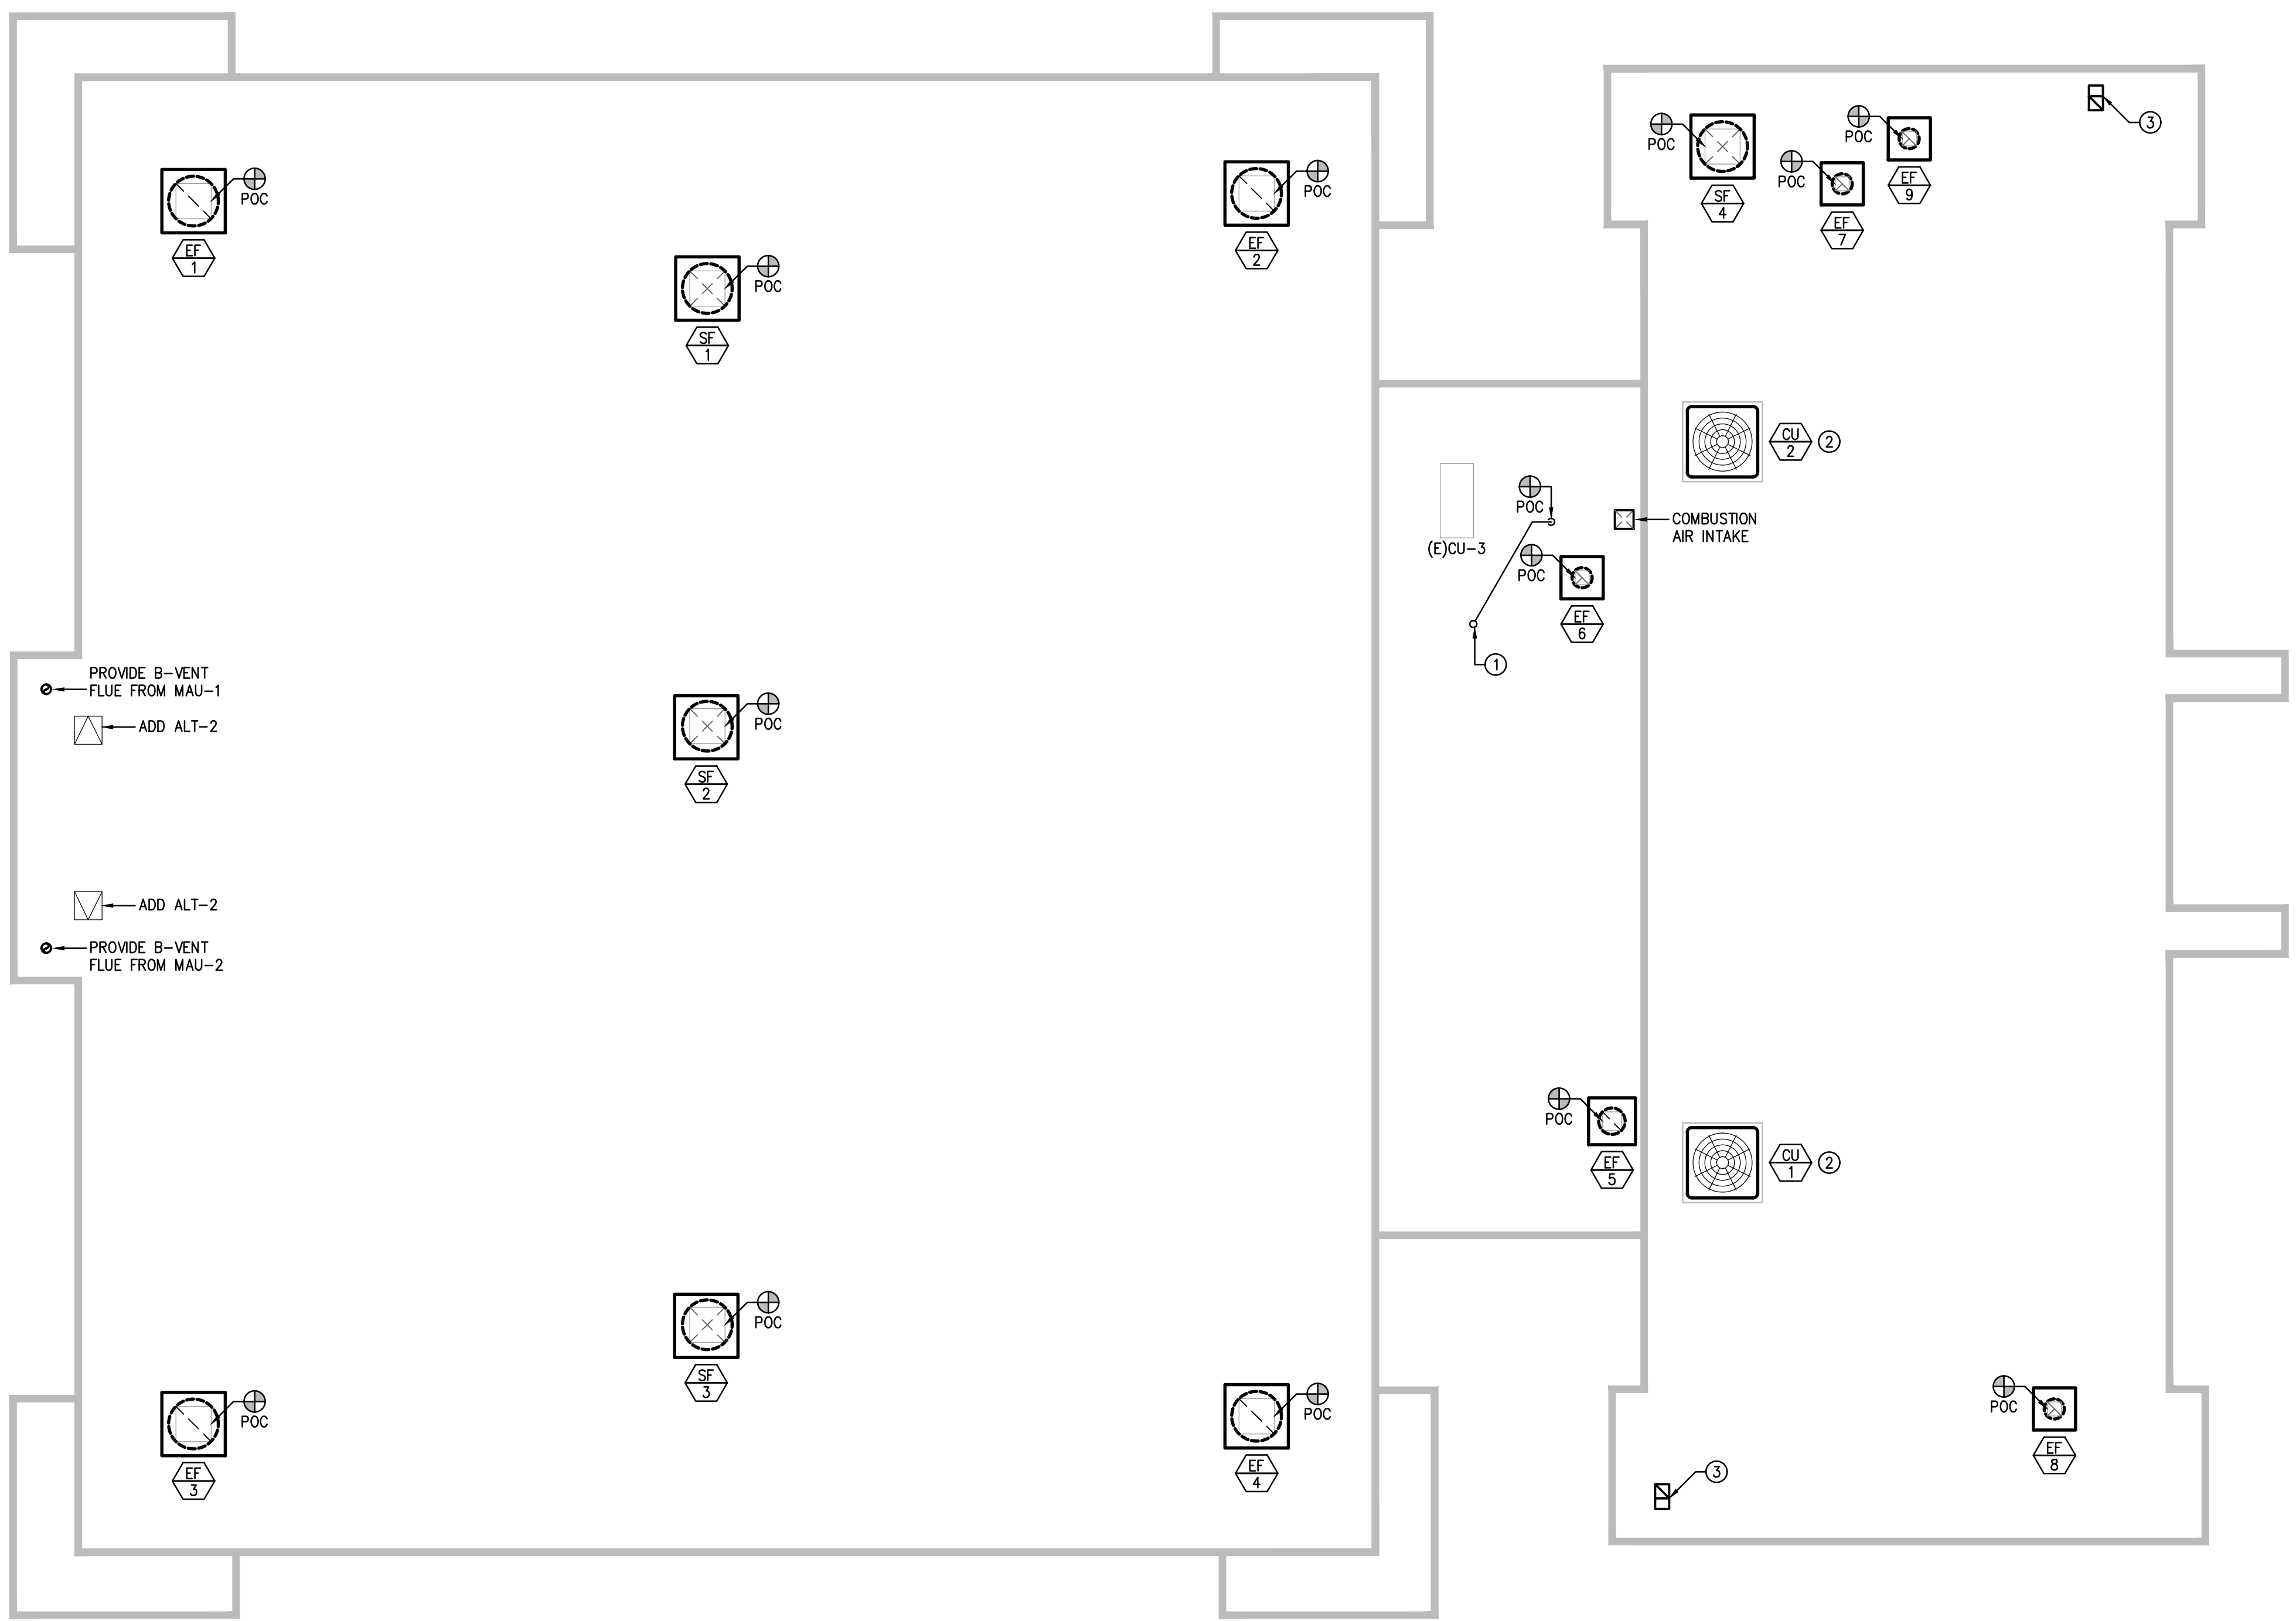 POC
SF
4
POC
EF
7
POC
EF
9
3
POC
EF
1
POC
EF
2
POC
SF
1
CU
2
2
POC
(E)CU-3
COMBUSTION
AIR INTAKE
POC
EF
6
1
PROVIDE B-VENT
FLUE FROM MAU-1
ADD ALT-2
POC
SF
2
ADD ALT-2
PROVIDE B-VENT
FLUE FROM MAU-2
POC
EF
5
CU
1
2
POC
SF
3
POC
EF
3
POC
EF
4
POC
EF
8
3